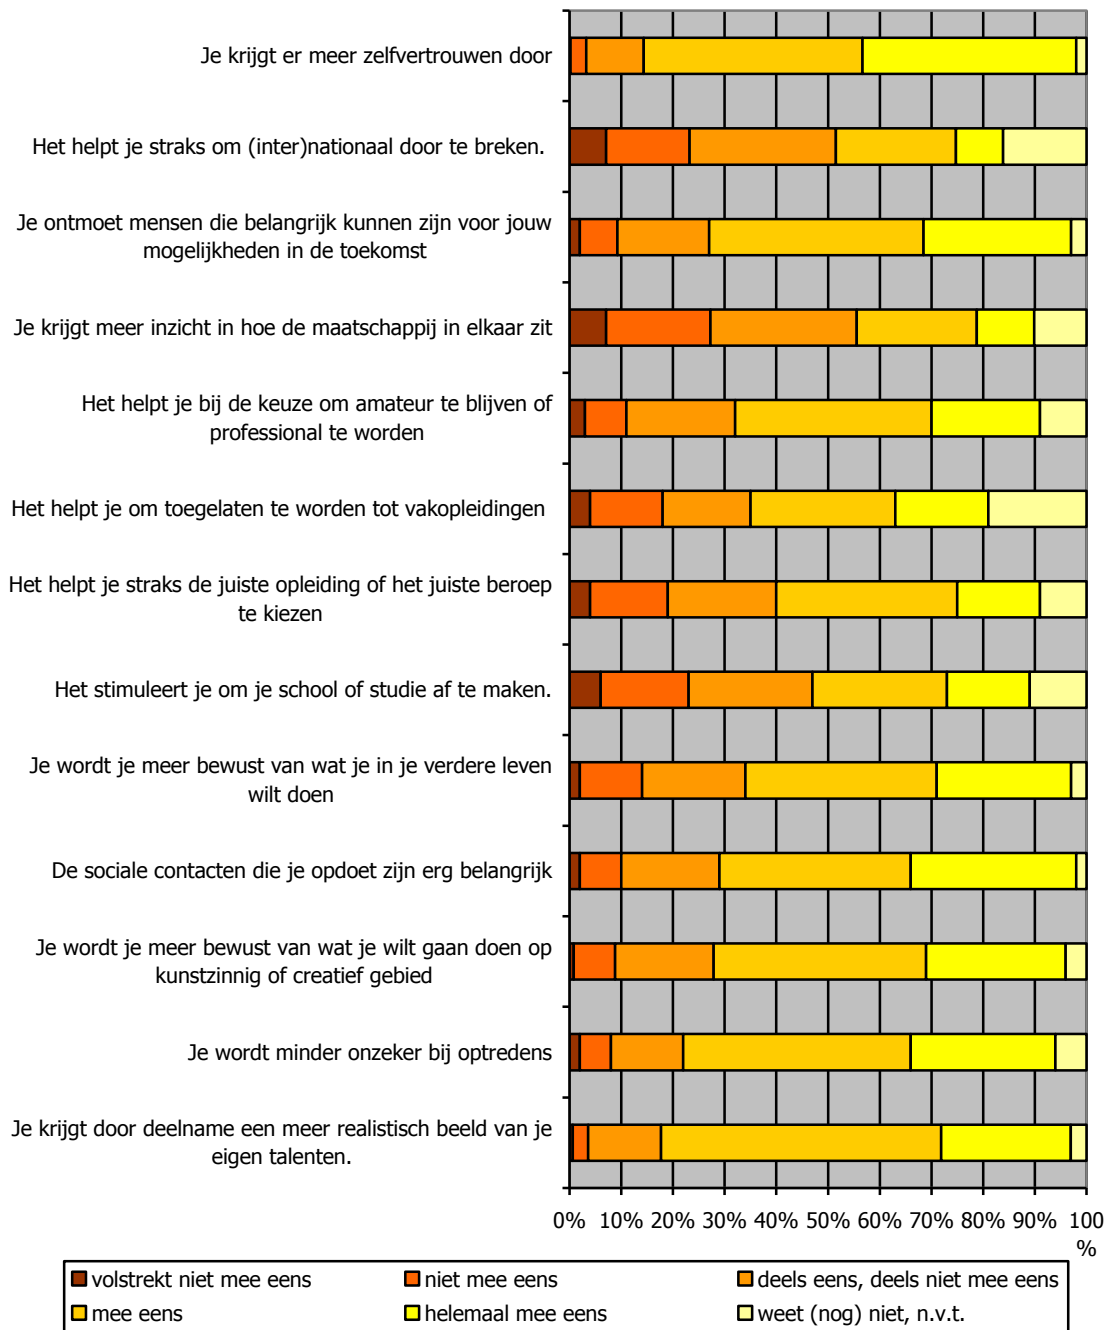 Je krijgt er meer zelfvertrouwen door
Het helpt je straks om (inter)nationaal door te breken.
Je ontmoet mensen die belangrijk kunnen zijn voor jouw
mogelijkheden in de toekomst
Je krijgt meer inzicht in hoe de maatschappij in elkaar zit
Het helpt je bij de keuze om amateur te blijven of
professional te worden
Het helpt je om toegelaten te worden tot vakopleidingen
Het helpt je straks de juiste opleiding of het juiste beroep
te kiezen
Het stimuleert je om je school of studie af te maken.
Je wordt je meer bewust van wat je in je verdere leven
wilt doen
De sociale contacten die je opdoet zijn erg belangrijk
Je wordt je meer bewust van wat je wilt gaan doen op
kunstzinnig of creatief gebied
Je wordt minder onzeker bij optredens
Je krijgt door deelname een meer realistisch beeld van je
eigen talenten.
0% 10% 20% 30% 40% 50% 60% 70% 80% 90% 100
%
volstrekt niet mee eens niet mee eens deels eens, deels niet mee eens
mee eens helemaal mee eens weet (nog) niet, n.v.t.